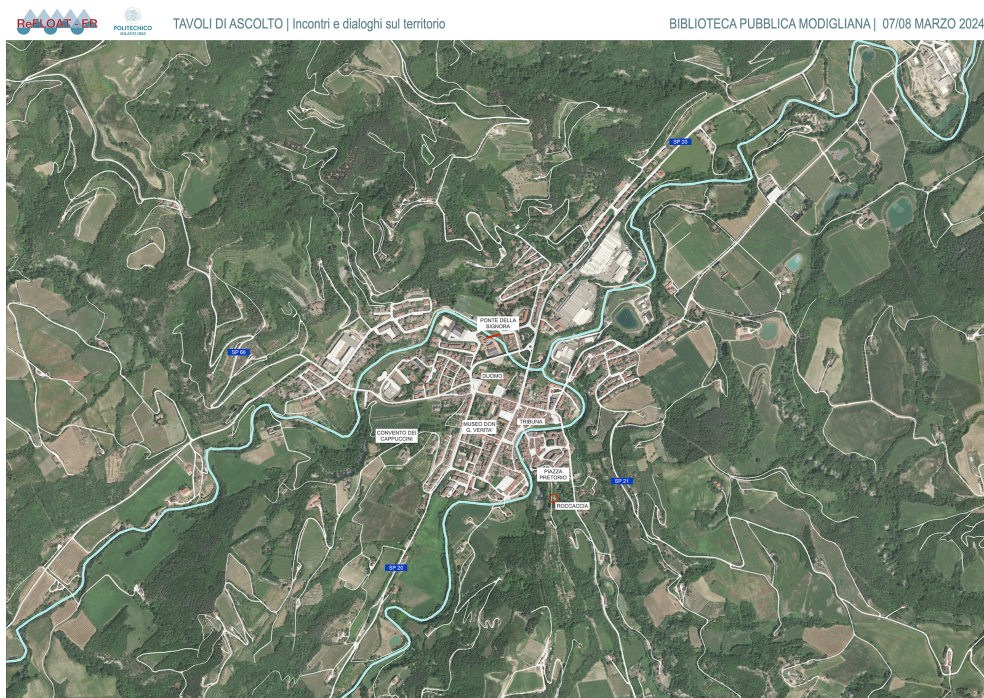 ReFLOAT - ER
POLITECNICO
MILANO 1863
TAVOLI DI ASCOLTO | Incontri e dialoghi sul territorio
BIBLIOTECA PUBBLICA MODIGLIANA | 07/08 MARZO 2024
SP 20
PONTE DELLA
SIGNORA
SP 66
DUOMO
MUSEO DON
G. VERITA'
TRIBUNA
CONVENTO DEI
CAPPUCCINI
PIAZZA
PRETORIO
SP 21
ROCCACCIA
SP 20